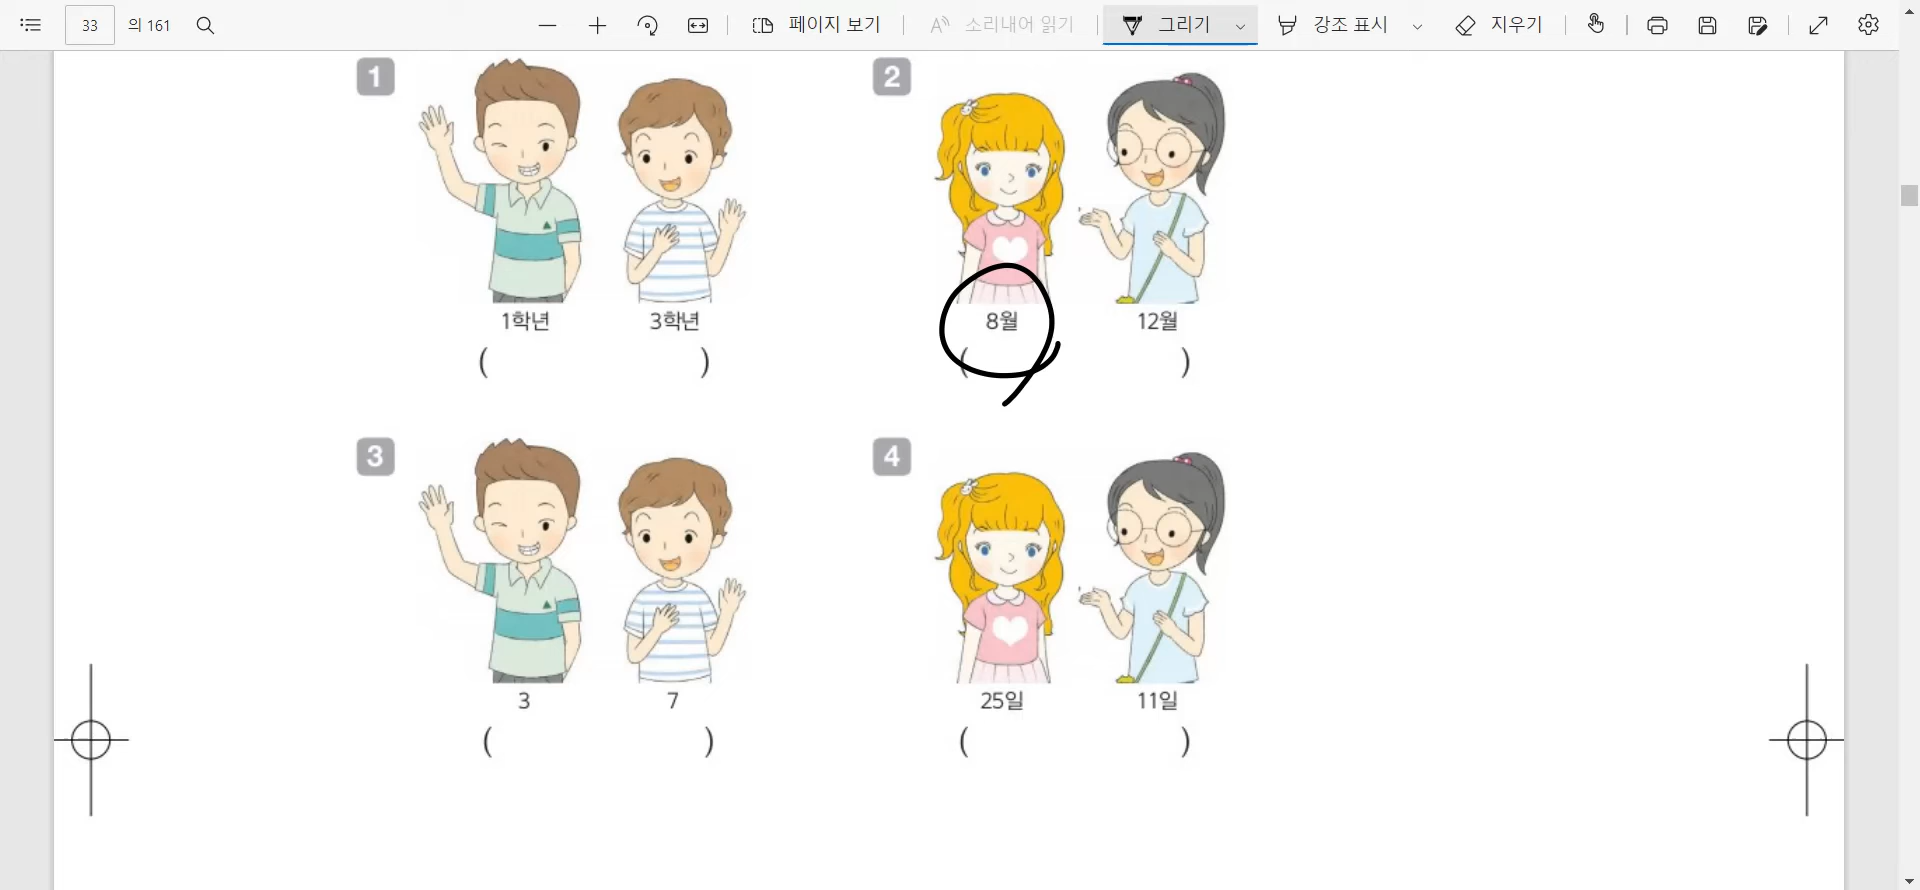 33 의 161 페이지 보기 A 소리내어 읽기 그리기 강조 표시 지우기
1 2
1학년 3학년 8월 12월
( ) ( )
3 4
3 7 25일 11일
( ) ( )